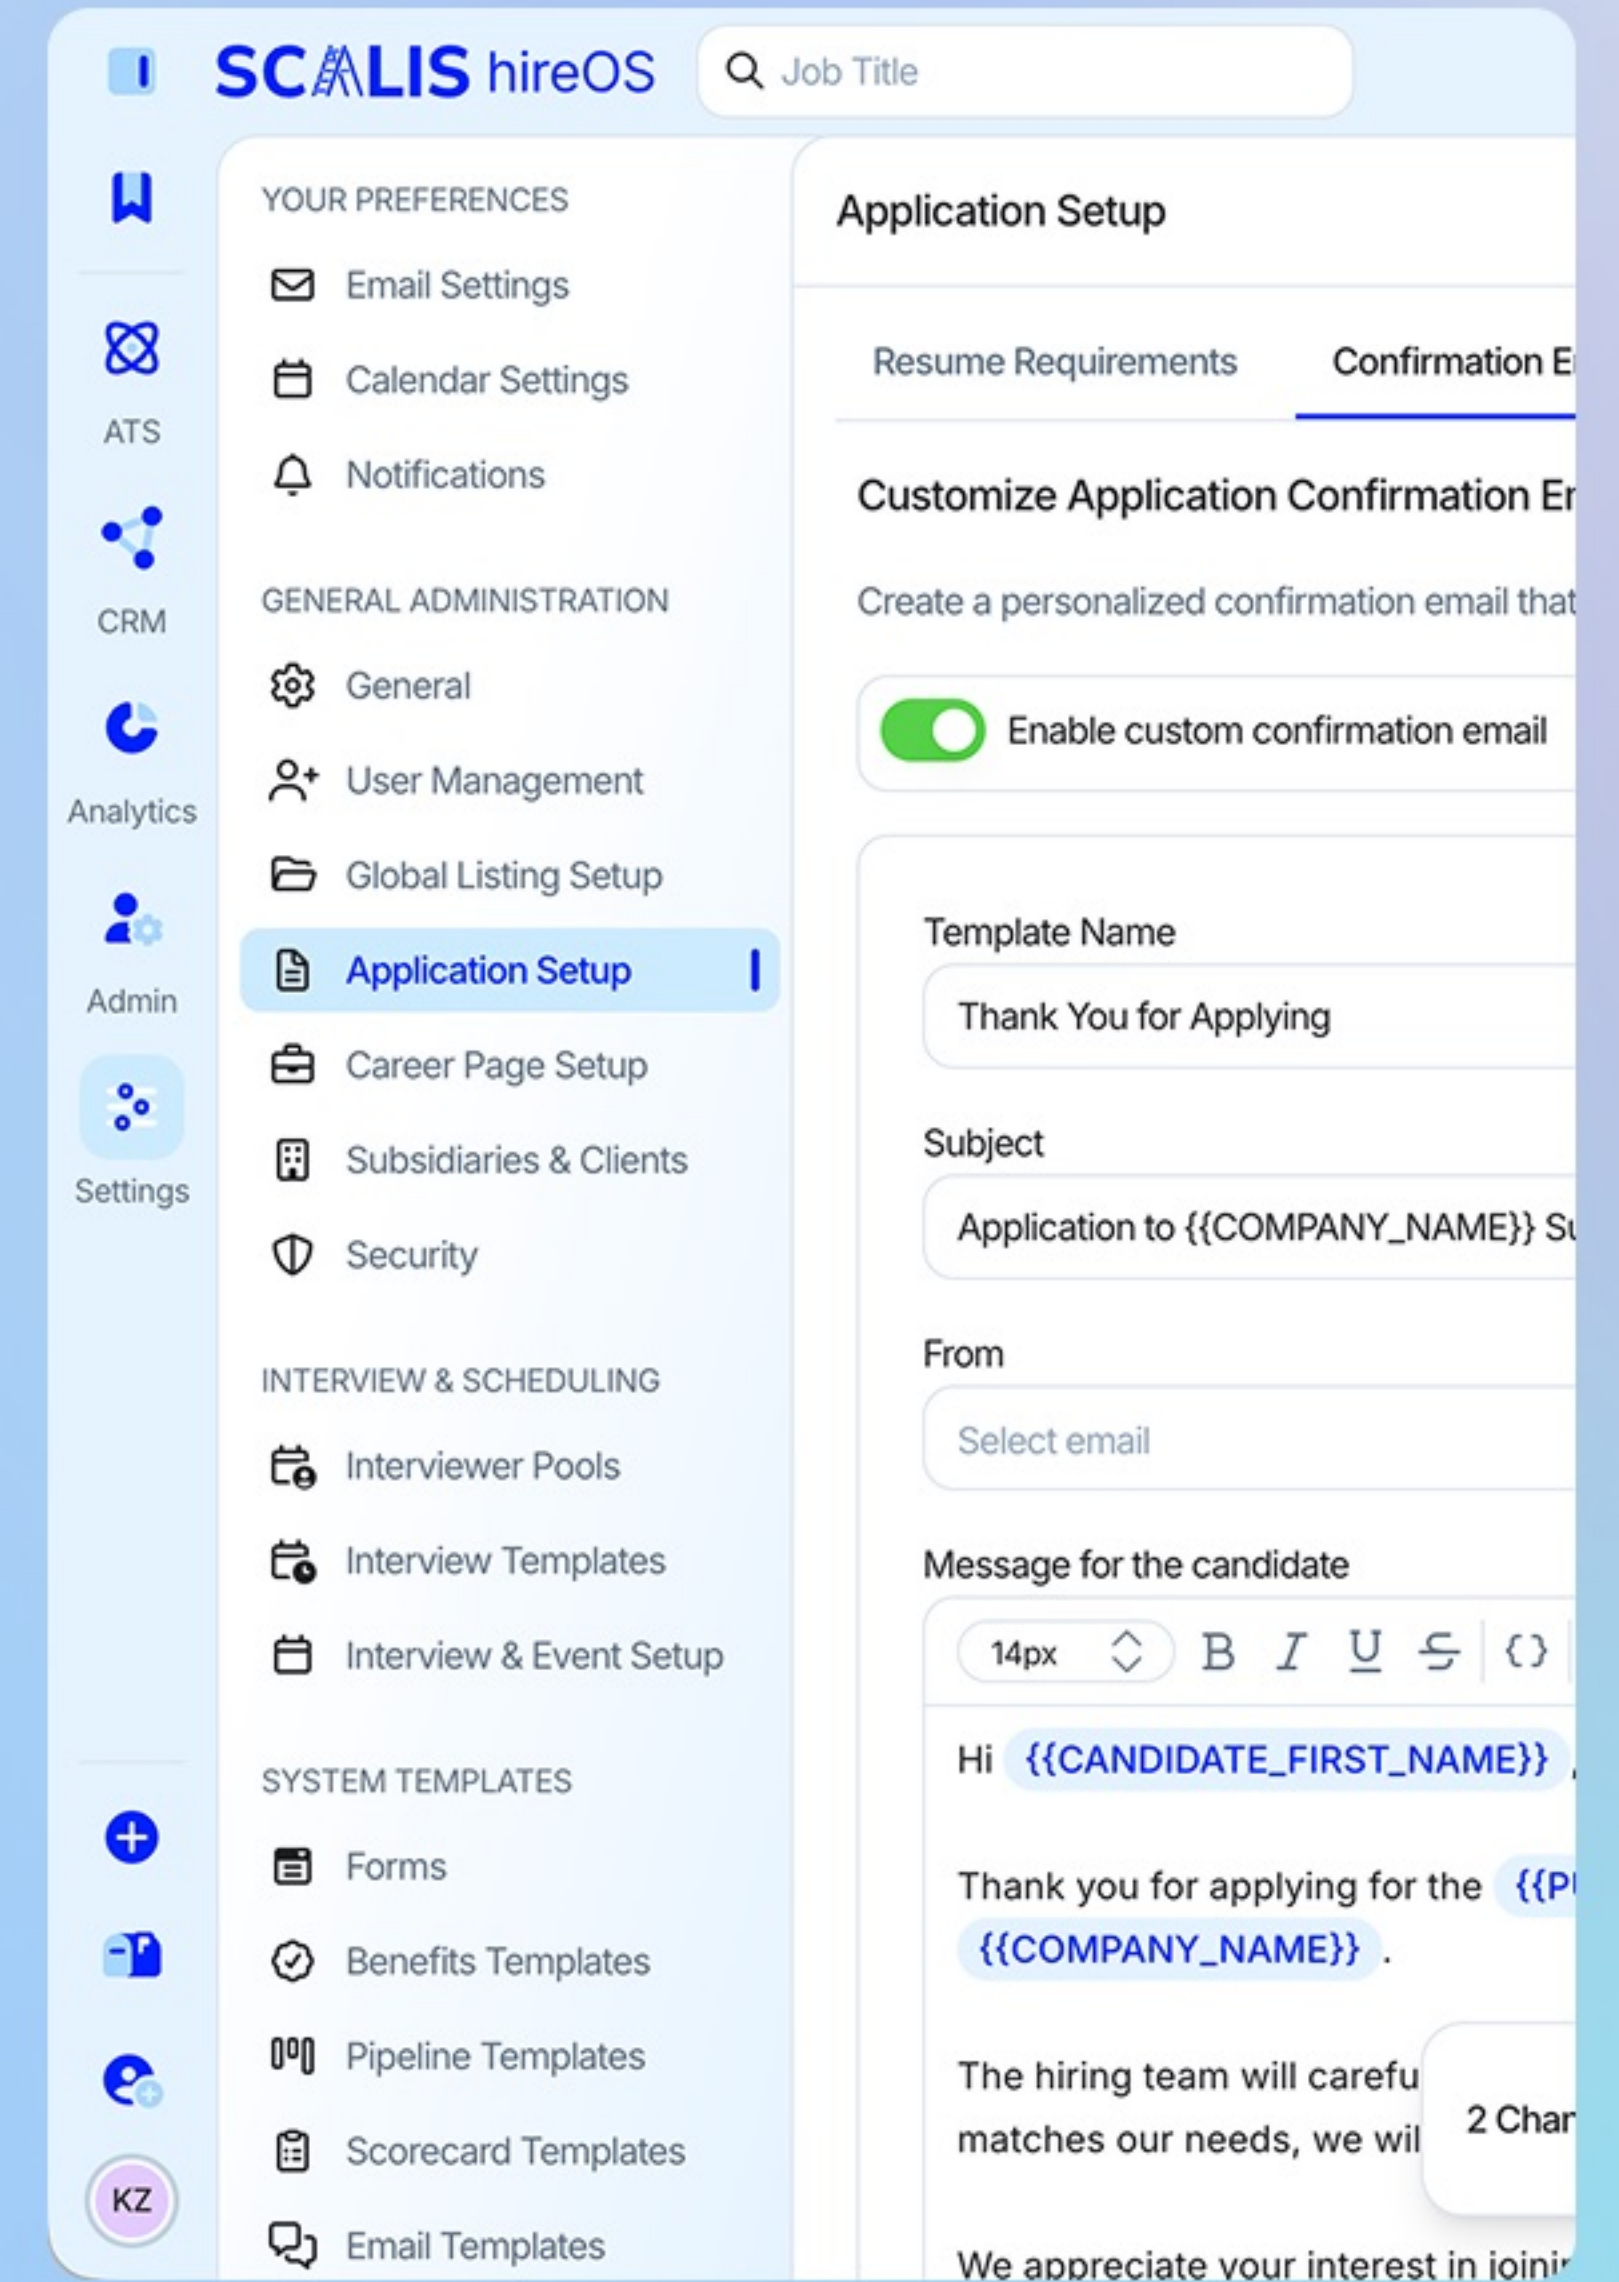 SCALIS hireOS
Job Title
ATS
CRM
Analytics
Admin
Settings
KZ
YOUR PREFERENCES
Email Settings
Calendar Settings
Notifications
GENERAL ADMINISTRATION
General
User Management
Global Listing Setup
Application Setup
Career Page Setup
Subsidiaries & Clients
Security
INTERVIEW & SCHEDULING
Interviewer Pools
Interview Templates
Interview & Event Setup
SYSTEM TEMPLATES
Forms
Benefits Templates
Pipeline Templates
Scorecard Templates
Email Templates
Application Setup
Resume Requirements
Confirmation
Customize Application Confirmation
Create a personalized confirmation email that
Enable custom confirmation email
Template Name
Thank You for Applying
Subject
Application to {{COMPANY_NAME}}
From
Select email
Message for the candidate
14px B I U S {}
Hi {{CANDIDATE_FIRST_NAME}} ,
Thank you for applying for the
{{COMPANY_NAME}} .
The hiring team will
matches our needs, we
2
We appreciate your interest in